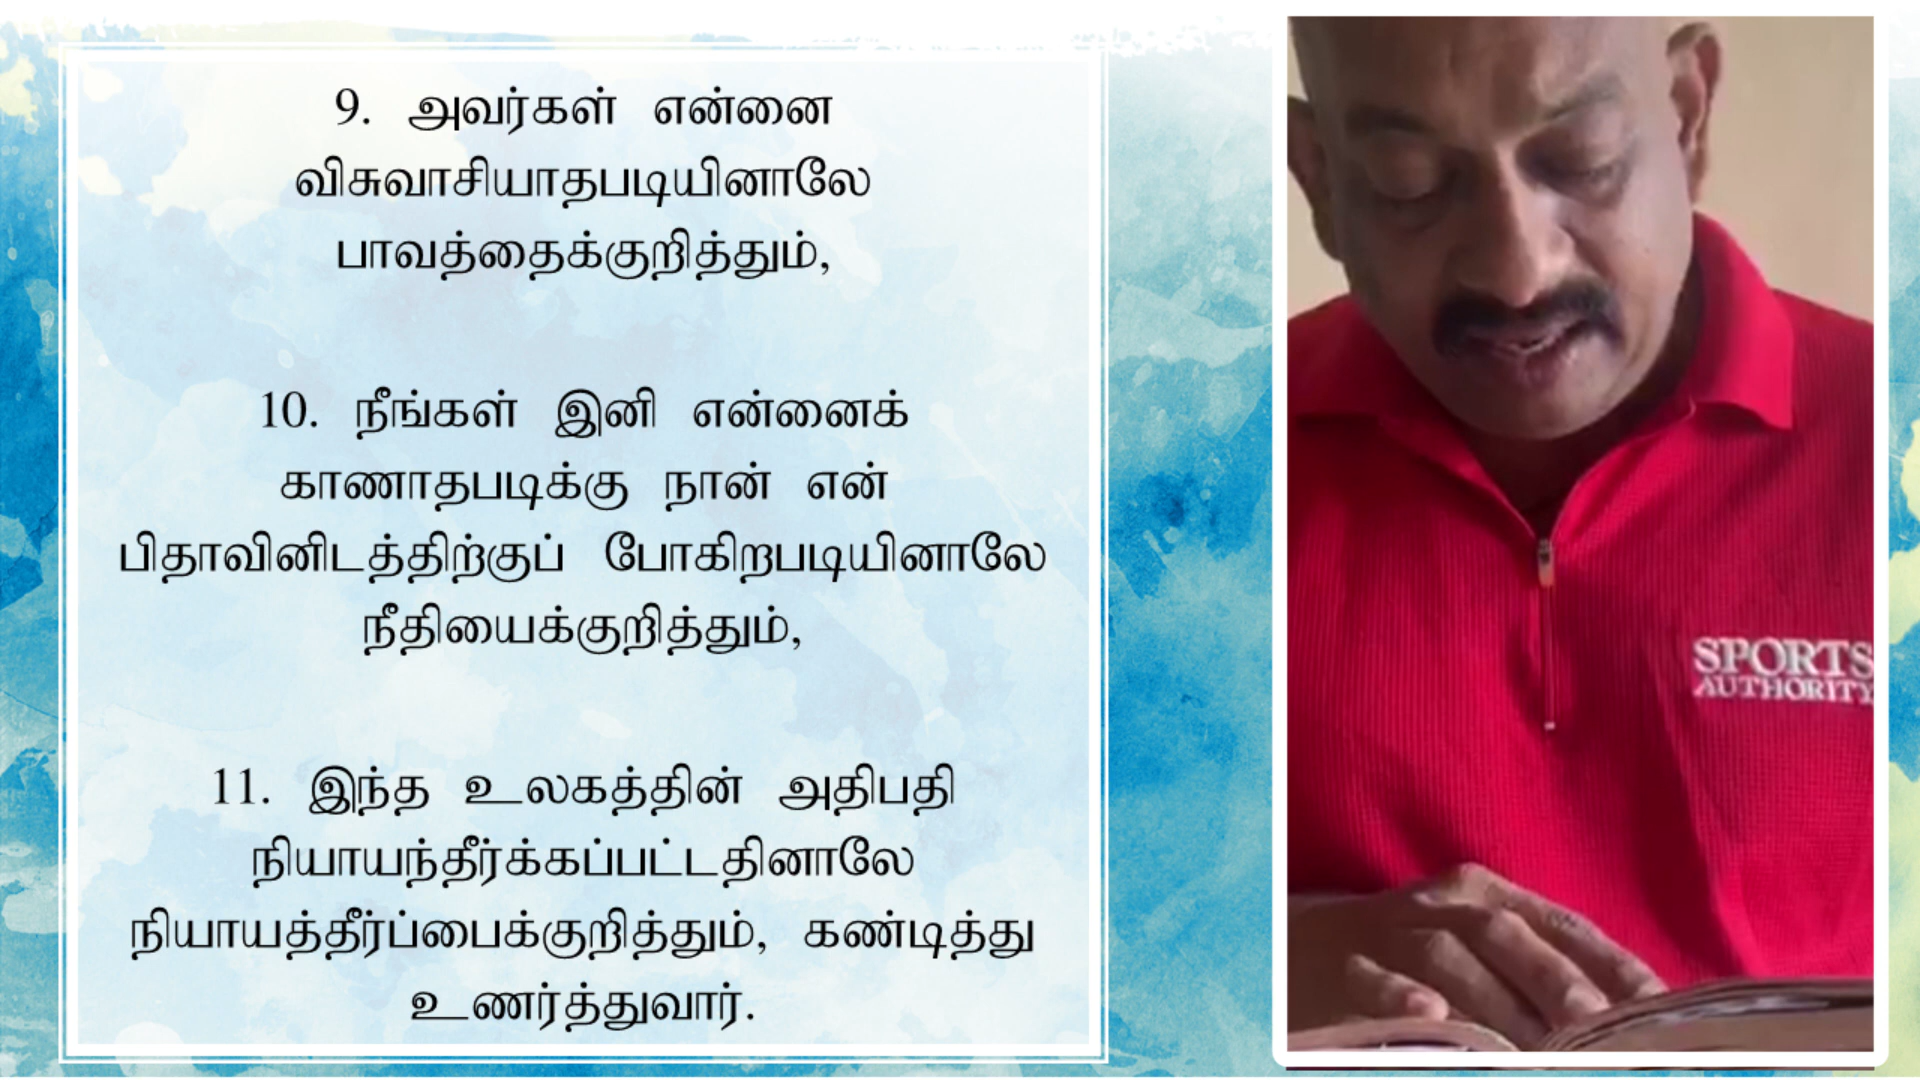 9. அவர்கள் என்னை
விசுவாசியாதபடியினாலே
பாவத்தைக்குறித்தும்,
10. நீங்கள் இனி என்னைக்
காணாதபடிக்கு நான் என்
பிதாவினிடத்திற்குப் போகிறபடியினாலே
நீதியைக்குறித்தும்,
11. இந்த உலகத்தின் அதிபதி
நியாயந்தீர்க்கப்பட்டதினாலே
நியாயத்தீர்ப்பைக்குறித்தும், கண்டித்து
உணர்த்துவார்.
SPORTS
AUTHORITY